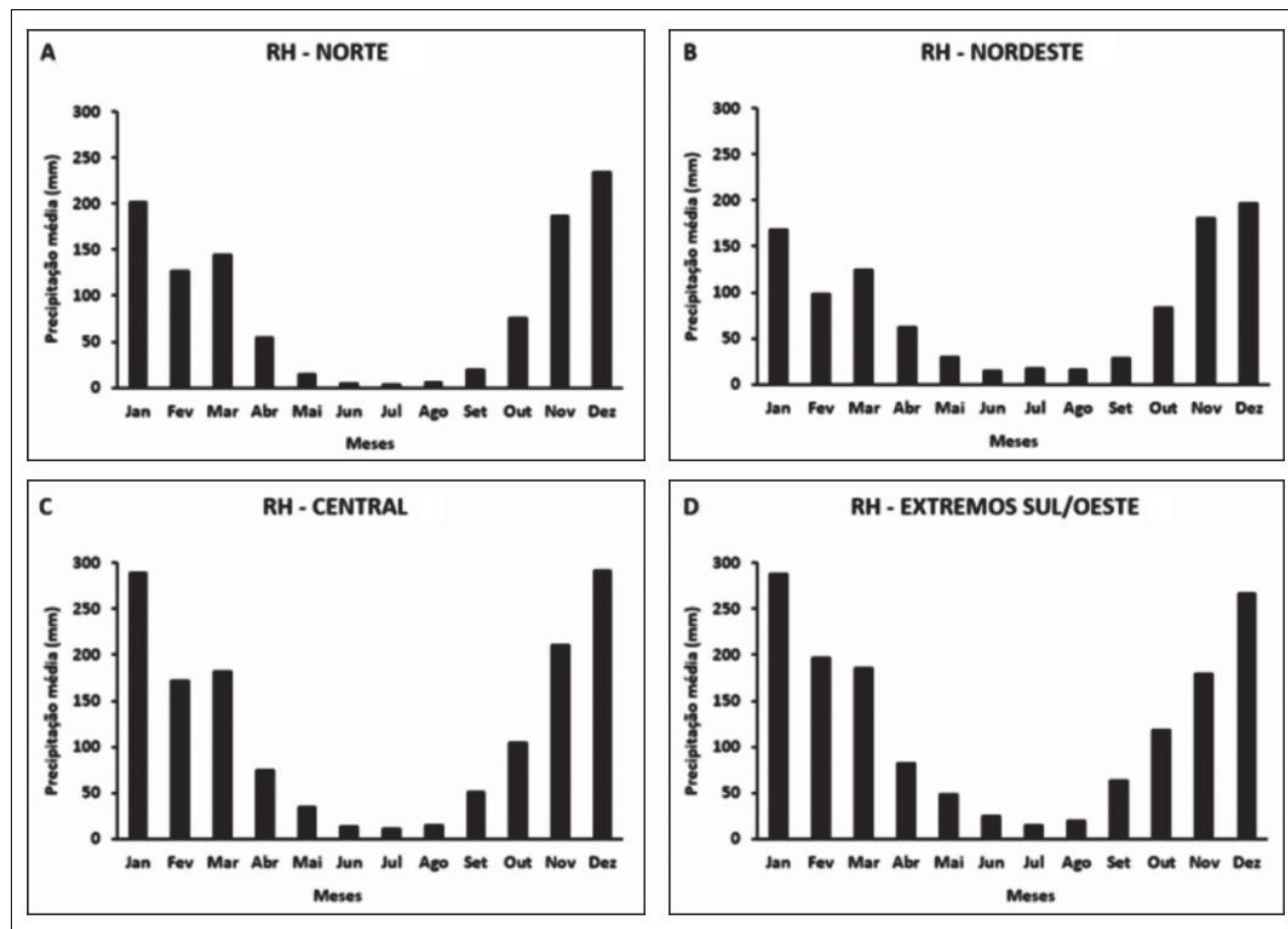 A
RH - NORTE
Precipitação média (mm)
300
250
200
150
100
50
0
Jan Fev Mar Abr Mai Jun Jul Ago Set Out Nov Dez
Meses
B
RH - NORDESTE
Precipitação média (mm)
300
250
200
150
100
50
0
Jan Fev Mar Abr Mai Jun Jul Ago Set Out Nov Dez
Meses
C
RH - CENTRAL
Precipitação média (mm)
300
250
200
150
100
50
0
Jan Fev Mar Abr Mai Jun Jul Ago Set Out Nov Dez
Meses
D
RH - EXTREMOS SUL/OESTE
Precipitação média (mm)
300
250
200
150
100
50
0
Jan Fev Mar Abr Mai Jun Jul Ago Set Out Nov Dez
Meses